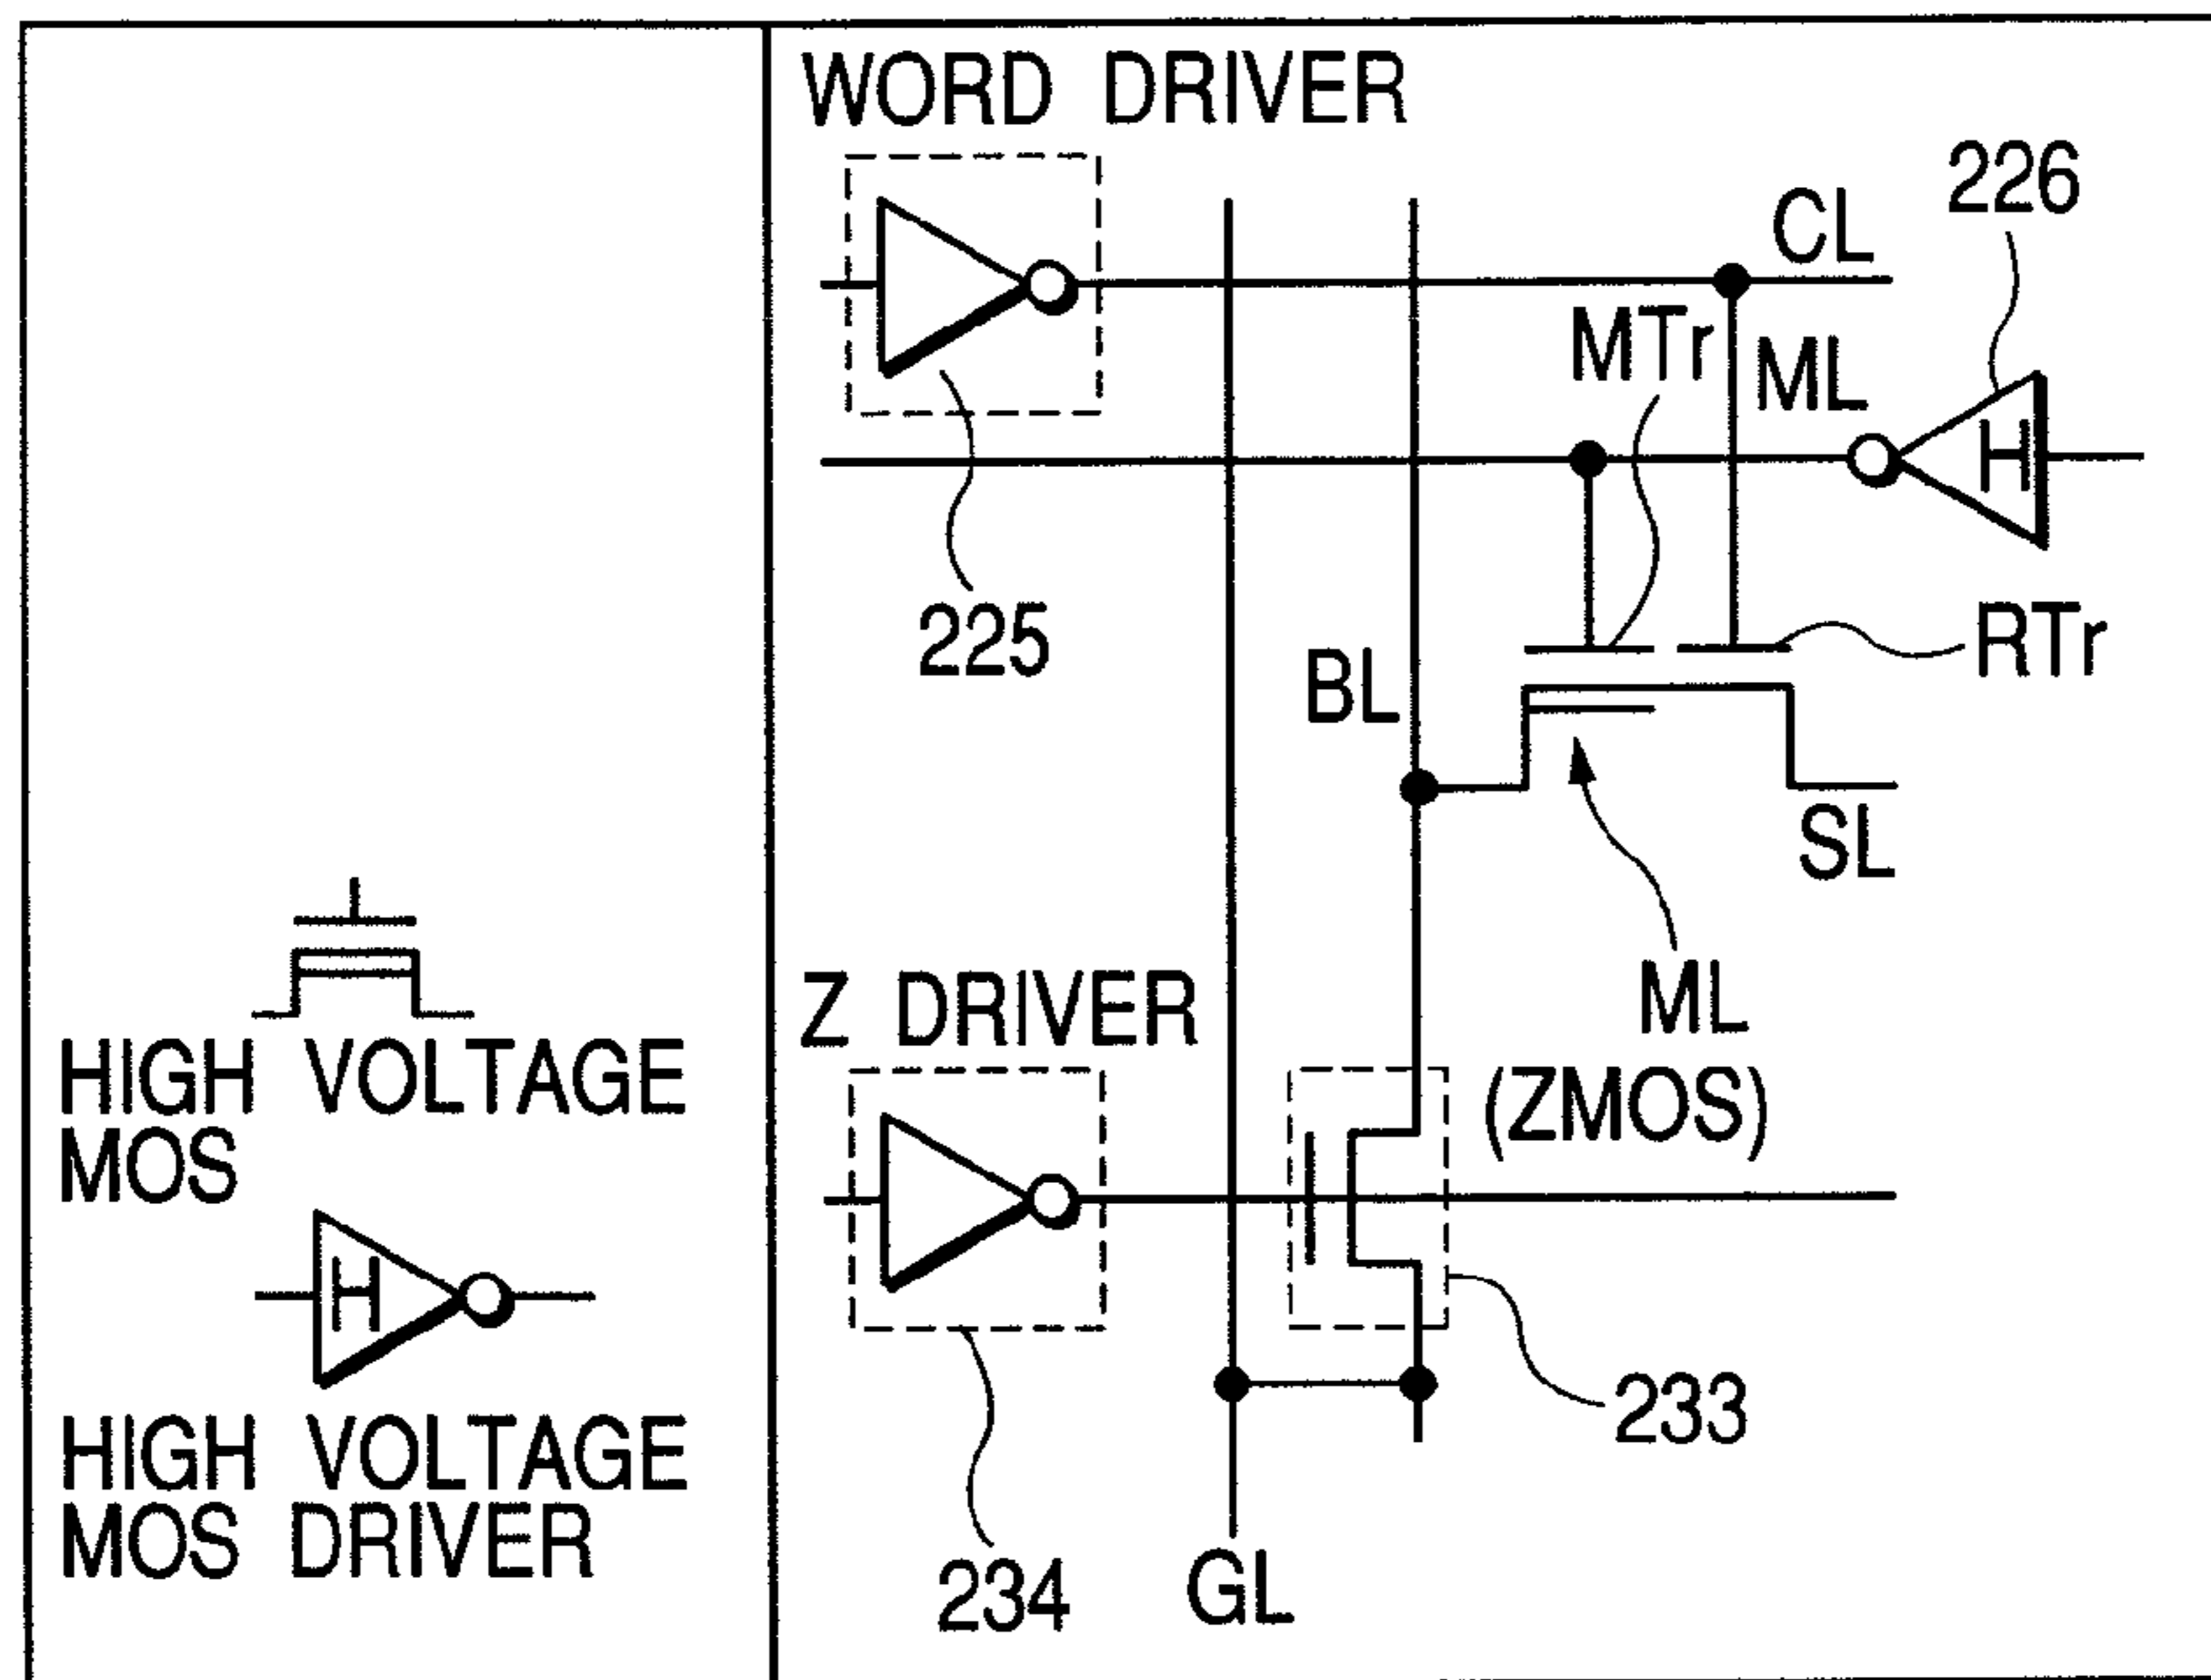 HIGH VOLTAGE
MOS
H
HIGH VOLTAGE
MOS DRIVER
WORD DRIVER
226
CL
MTr
ML
H
225
RTr
BL
SL
Z DRIVER
ML
(ZMOS)
233
234
GL